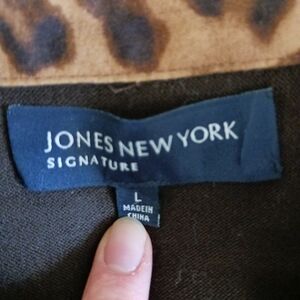 JONES NEW YORK
SIGNATURE
L
MADE IN
CHINA